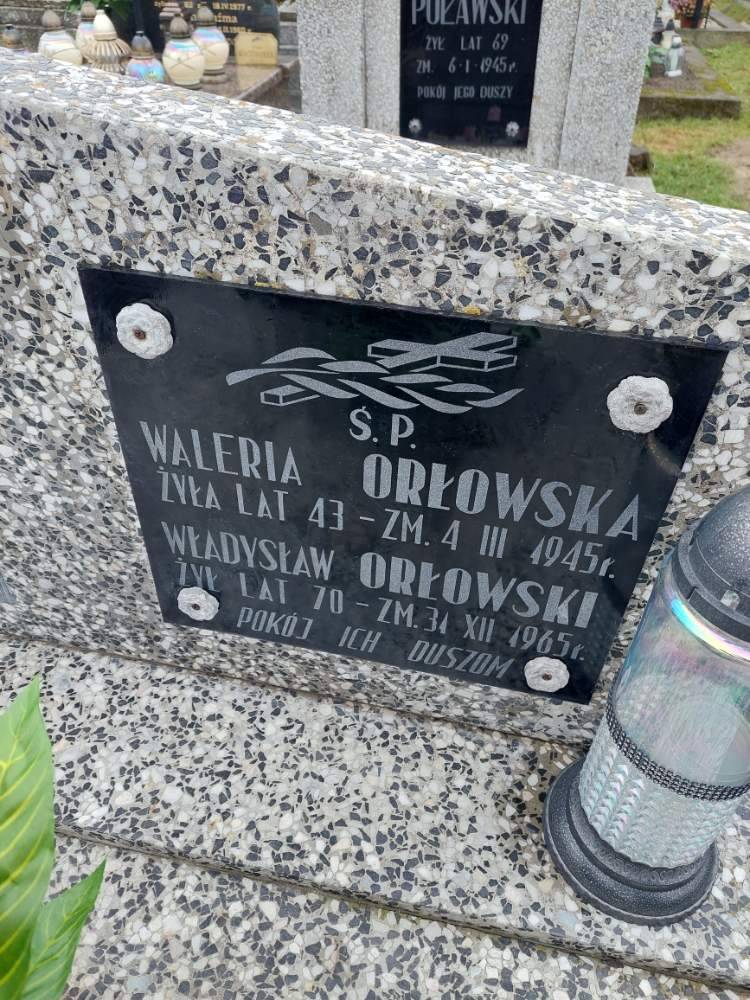 PUŁAWSKI
ŻYŁ LAT 69
ZM. 6-I-1945r.
POKÓJ JEGO DUSZY
Ś.P.
WALERIA ORŁOWSKA
ŻYŁA LAT 43 - ZM. 4 III 1945r.
WŁADYSŁAW ORŁOWSKI
ŻYŁ LAT 70 - ZM. 31 XII 1965r.
POKÓJ ICH DUSZOM